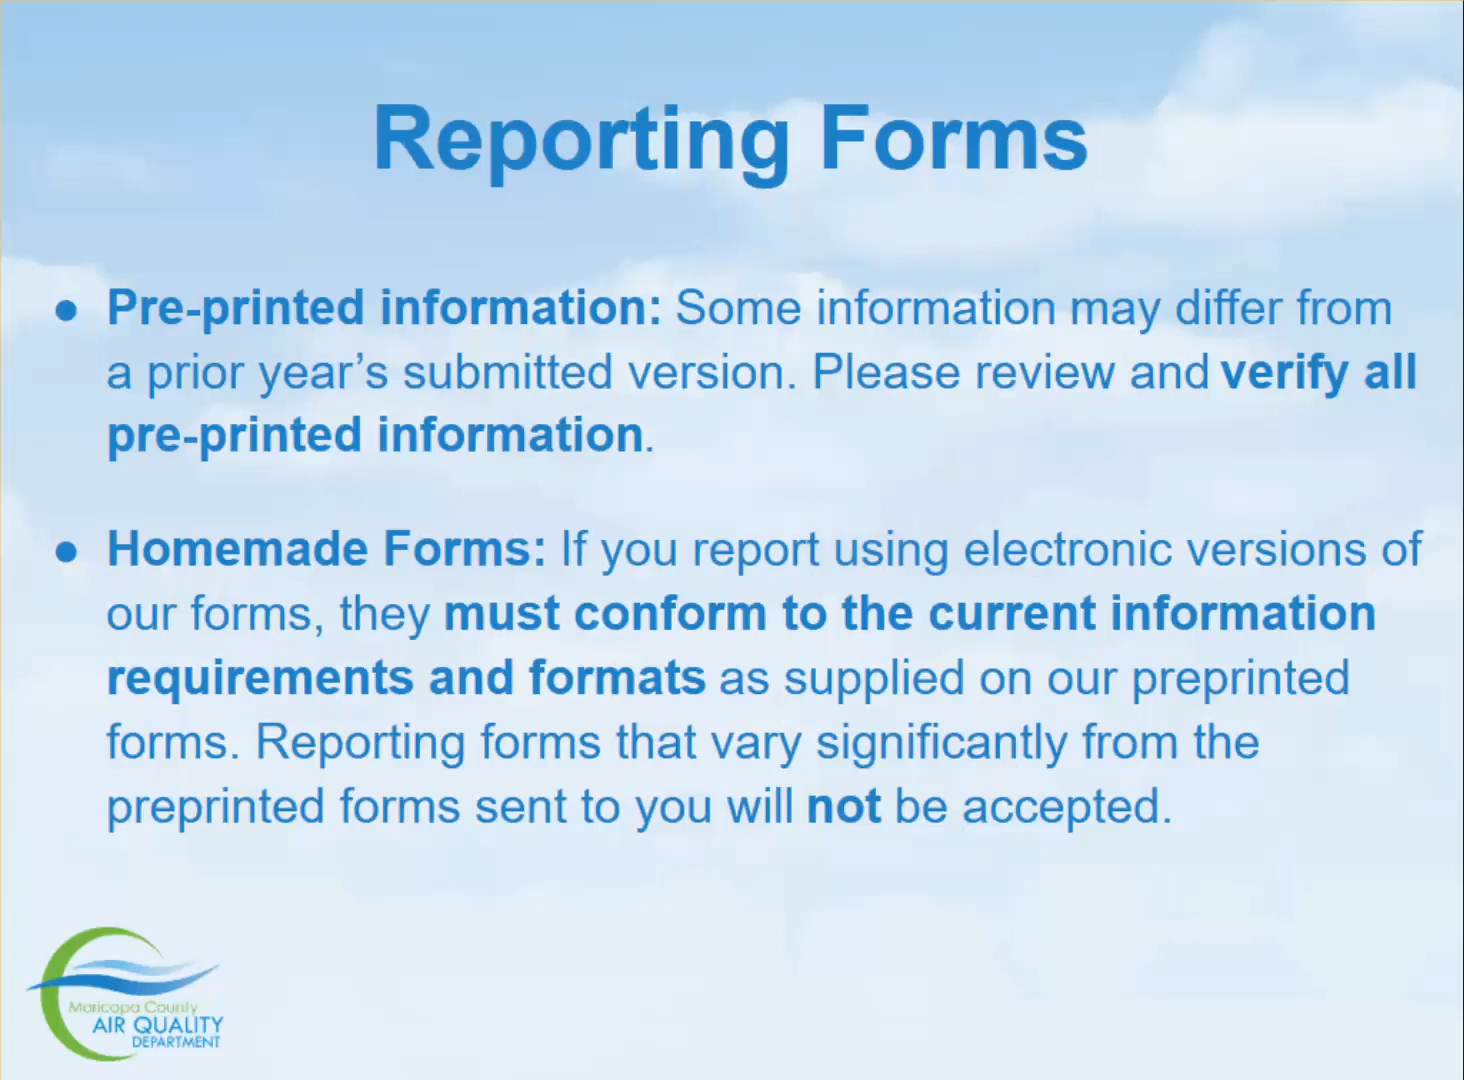 Reporting Forms
● Pre-printed information: Some information may differ from
a prior year’s submitted version. Please review and verify all
pre-printed information.
● Homemade Forms: If you report using electronic versions of
our forms, they must conform to the current information
requirements and formats as supplied on our preprinted
forms. Reporting forms that vary significantly from the
preprinted forms sent to you will not be accepted.
Maricopa County
AIR QUALITY
DEPARTMENT